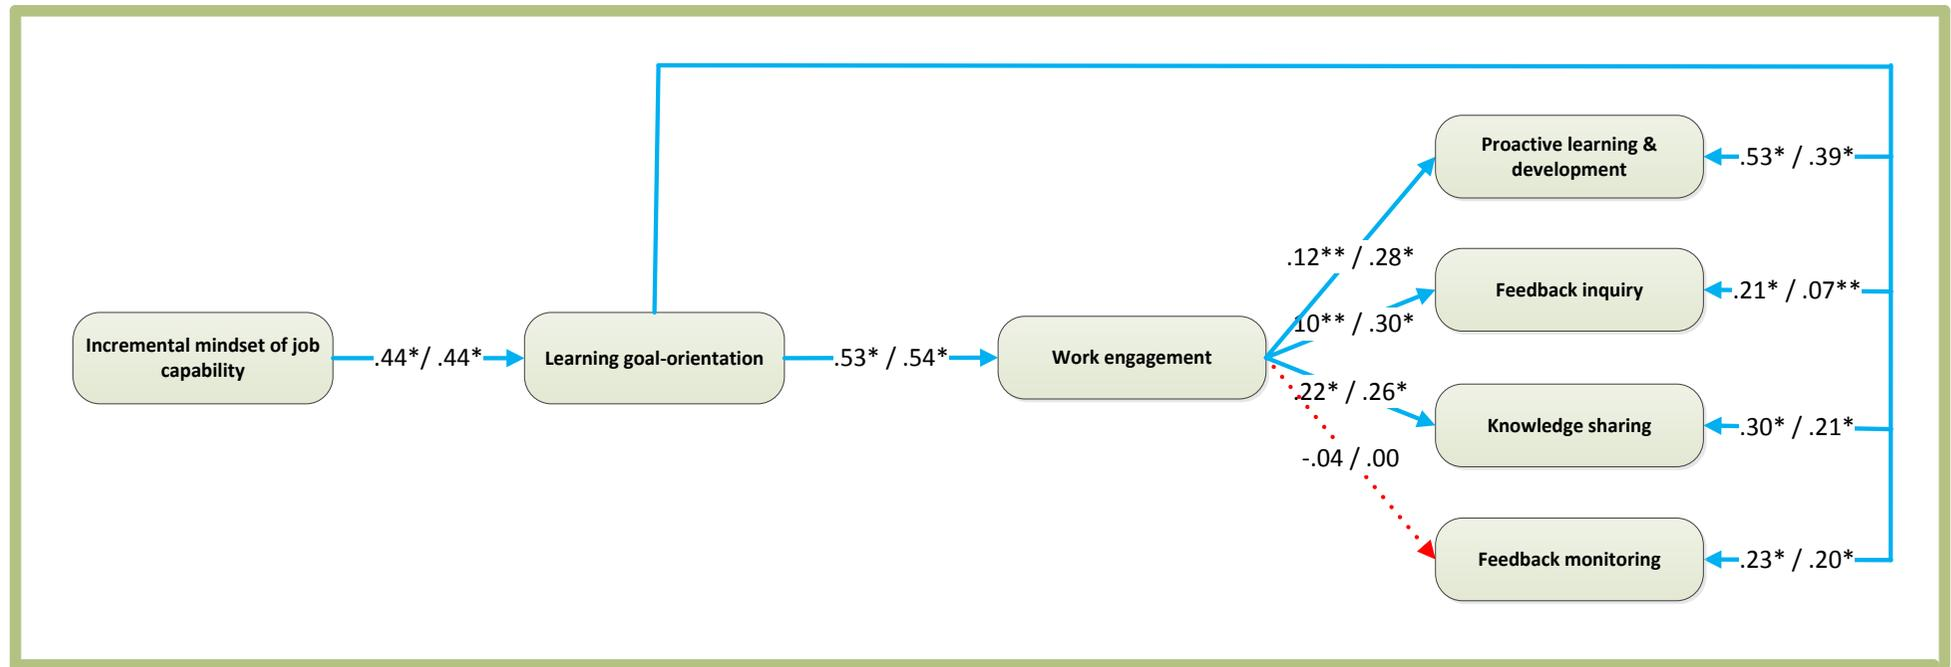 Proactive learning &
development
.53* / .39*
.12** / .28*
Feedback inquiry
.21* / .07**
10** / .30*
Incremental mindset of job
capability
.44*/ .44*
Learning goal-orientation
.53* / .54*
Work engagement
.22* / .26*
Knowledge sharing
.30* / .21*
-.04 / .00
Feedback monitoring
.23* / .20*